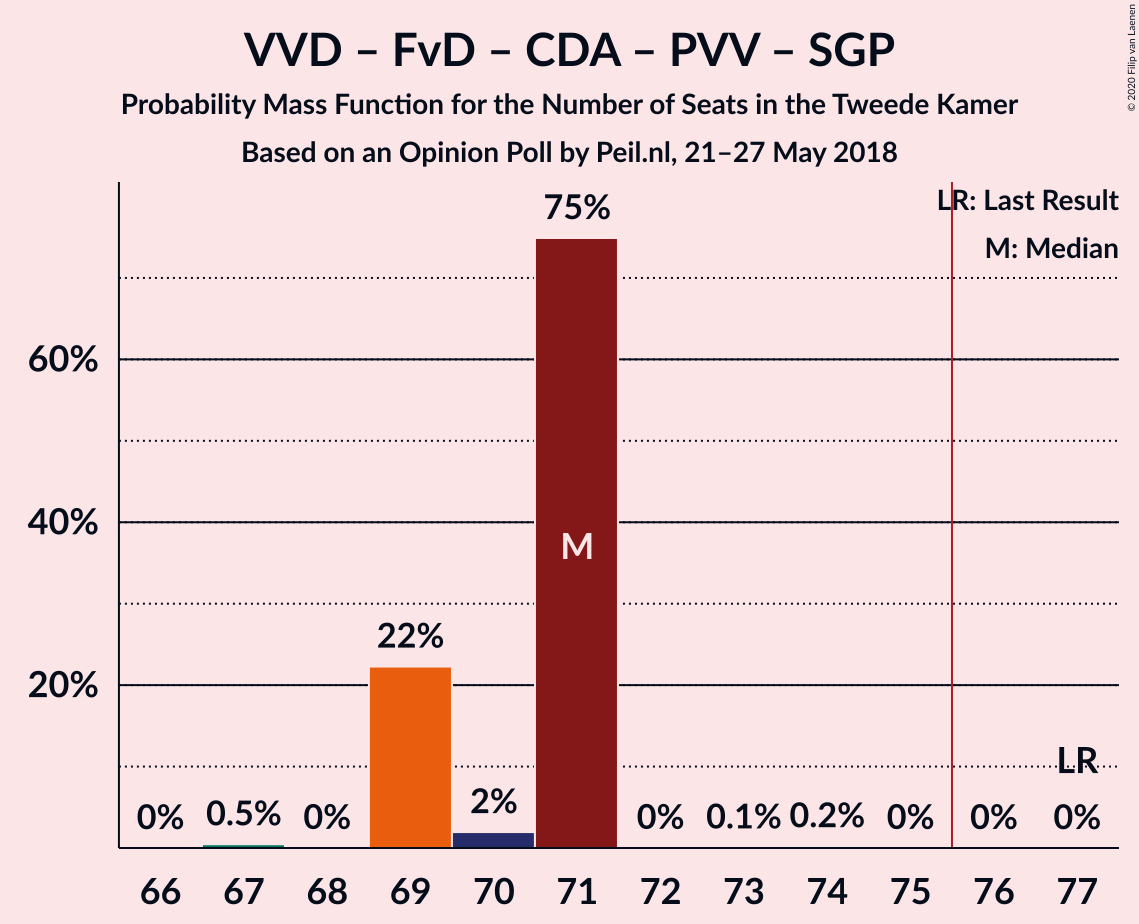 VVD – FvD – CDA – PVV – SGP
Probability Mass Function for the Number of Seats in the Tweede Kamer
Based on an Opinion Poll by Peil.nl, 21–27 May 2018
© 2020 Filip van Laenen
LR: Last Result
M: Median
75%
60%
40%
M
22%
20%
LR
0%
0.5%
0%
2%
0%
0.1%
0.2%
0%
0%
0%
66 67 68 69 70 71 72 73 74 75 76 77